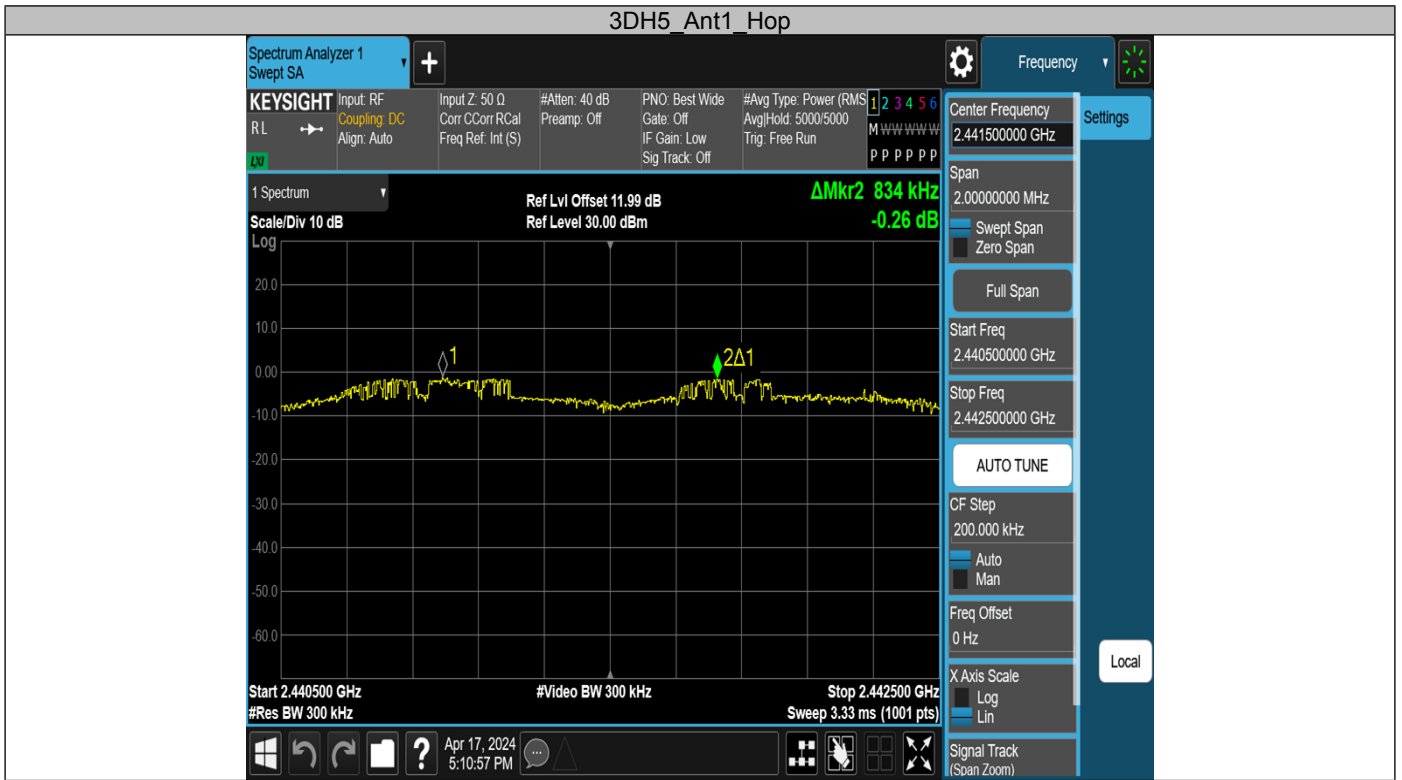 3DH5_Ant1_Hop
Spectrum Analyzer 1
Swept SA
+
Frequency
KEYSIGHT
RL
LXI
Input: RF
Coupling: DC
Align: Auto
Input Z: 50 Ω
Corr CCorr RCal
Freq Ref: Int (S)
#Atten: 40 dB
Preamp: Off
PNO: Best Wide
Gate: Off
IF Gain: Low
Sig Track: Off
#Avg Type: Power (RMS
Avg|Hold: 5000/5000
Trig: Free Run
1 2 3 4 5 6
M W W W W W
P P P P P P
1 Spectrum
Scale/Div 10 dB
Log
Ref Lvl Offset 11.99 dB
Ref Level 30.00 dBm
ΔMkr2 834 kHz
-0.26 dB
20.0
10.0
0.00
-10.0
-20.0
-30.0
-40.0
-50.0
-60.0
1
2Δ1
Start 2.440500 GHz
#Res BW 300 kHz
#Video BW 300 kHz
Stop 2.442500 GHz
Sweep 3.33 ms (1001 pts)
Center Frequency
2.441500000 GHz
Span
2.00000000 MHz
Swept Span
Zero Span
Full Span
Start Freq
2.440500000 GHz
Stop Freq
2.442500000 GHz
AUTO TUNE
CF Step
200.000 kHz
Auto
Man
Freq Offset
0 Hz
X Axis Scale
Log
Lin
Signal Track
(Span Zoom)
Settings
Local
?
Apr 17, 2024
5:10:57 PM